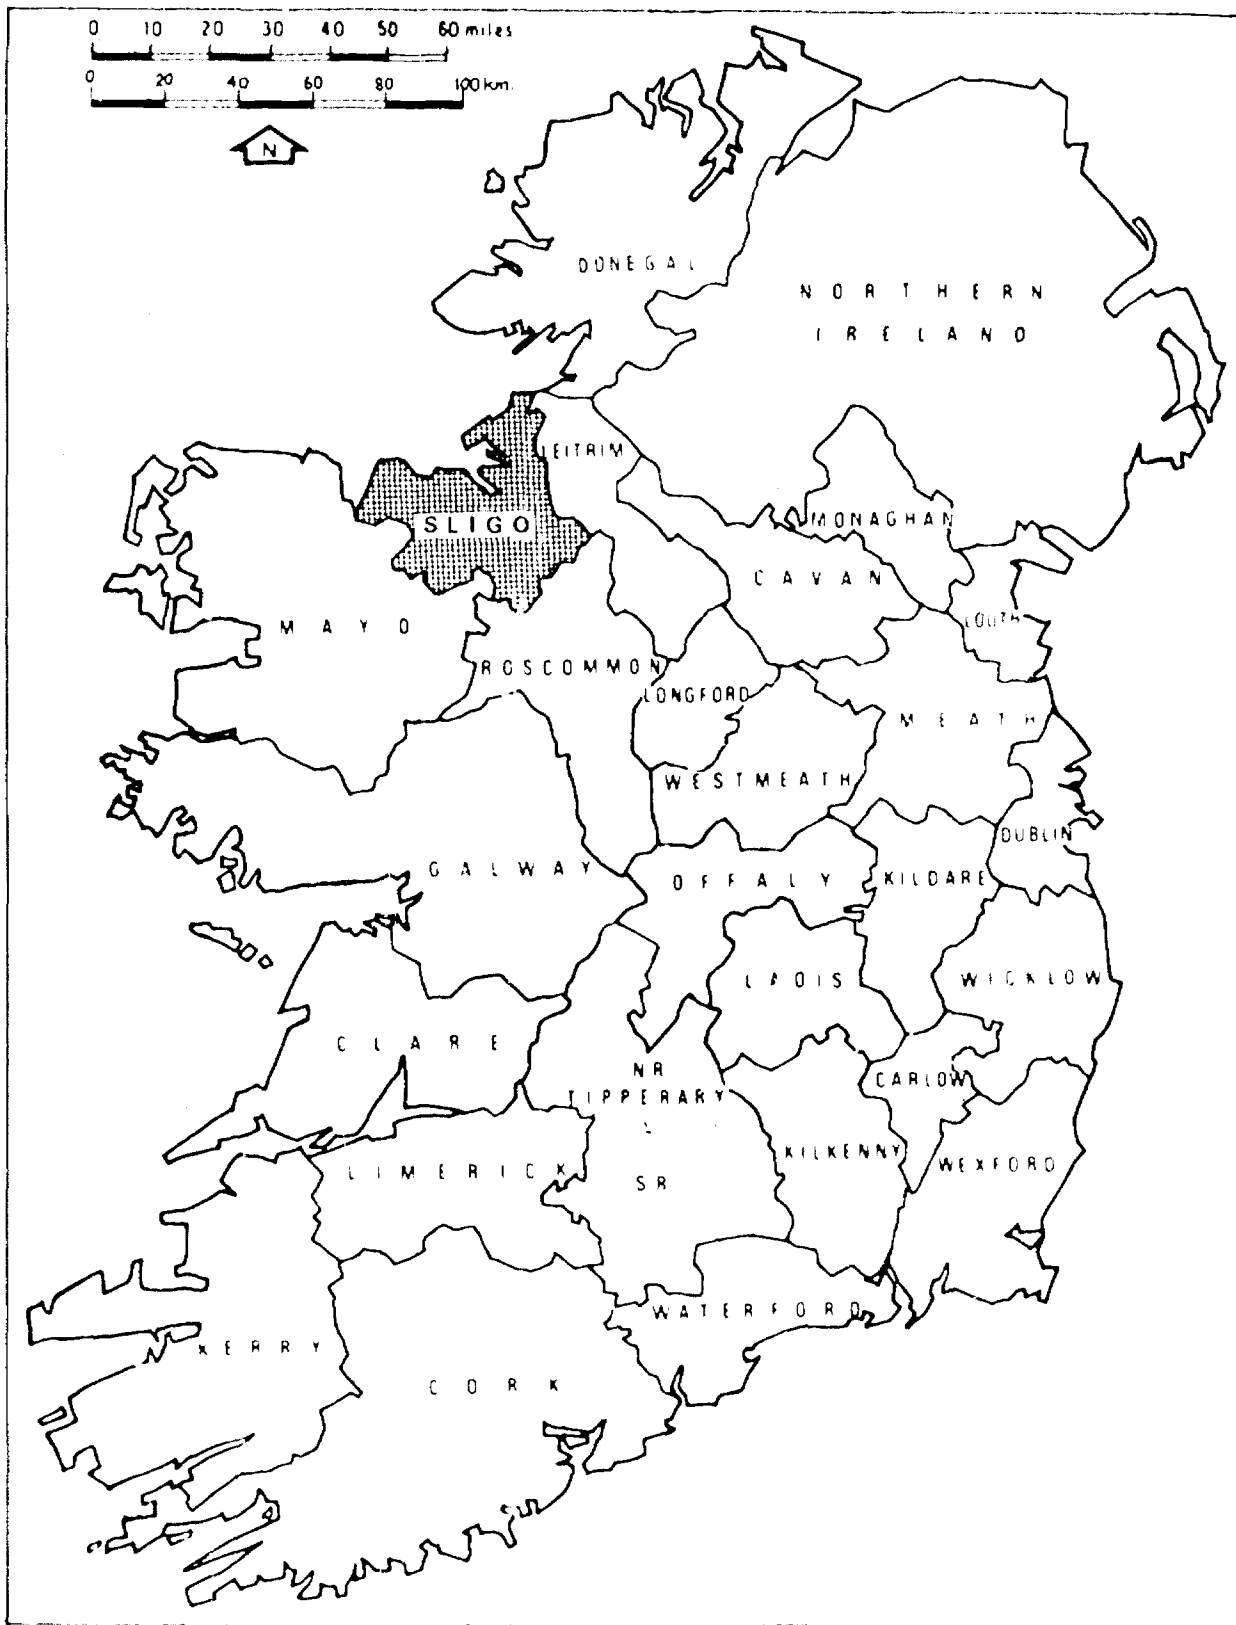 0 10 20 30 40 50 60 miles
0 20 40 60 80 100 km.
N
DONEGAL
NORTHERN
IRELAND
LEITRIM
SLIGO
MONAGHAN
CAVAN
MAYO
LOUTH
ROSCOMMON
LONGFORD
MEATH
WESTMEATH
DUBLIN
GALWAY
OFFALY
KILDARE
LAOIS
WICKLOW
CLARE
NR
TIPPERARY
SR
CARLOW
KILKENNY
WEXFORD
LIMERICK
WATERFORD
KERRY
CORK